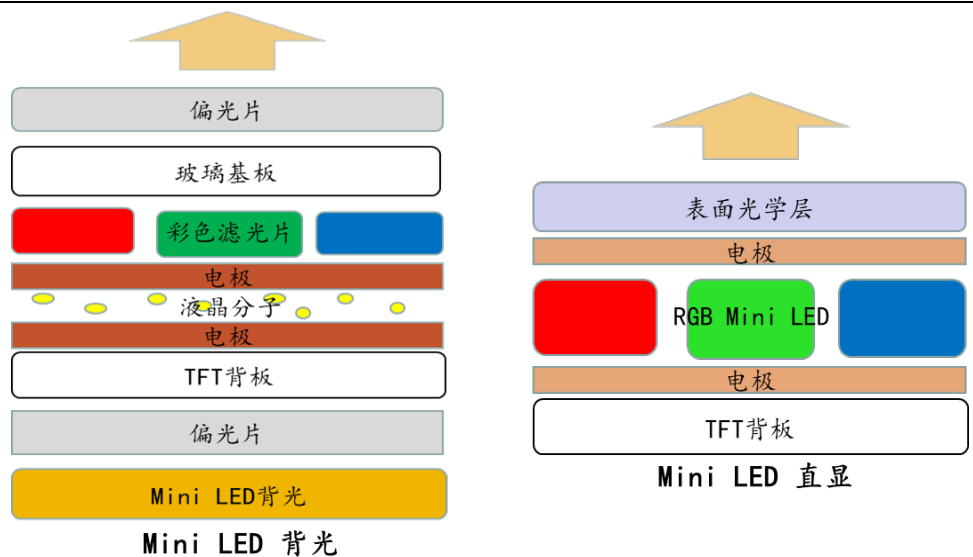 偏光片
玻璃基板
彩色滤光片
电极
液晶分子
电极
TFT背板
偏光片
Mini LED背光
Mini LED 背光
表面光学层
电极
RGB Mini LED
电极
TFT背板
Mini LED 直显